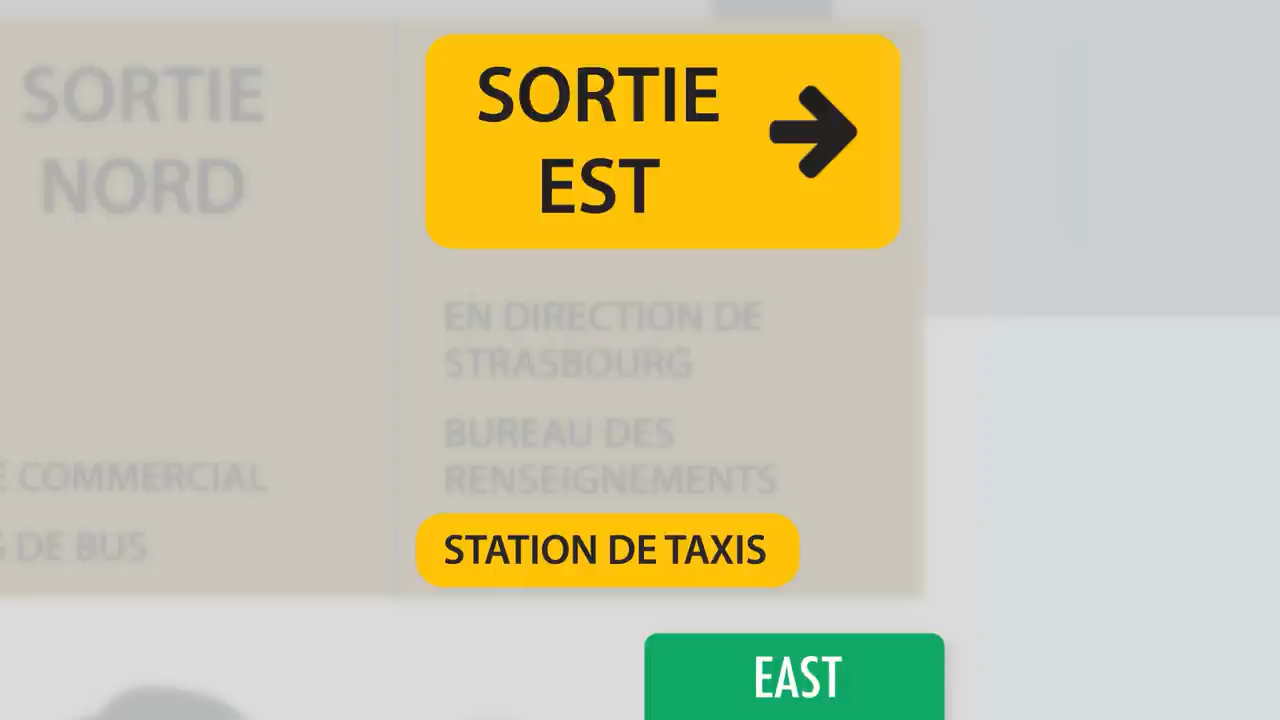 SORTIE
NORD
COMMERCIAL
DE BUS
SORTIE
EST
EN DIRECTION DE
STRASBOURG
BUREAU DES
RENSEIGNEMENTS
STATION DE TAXIS
EAST